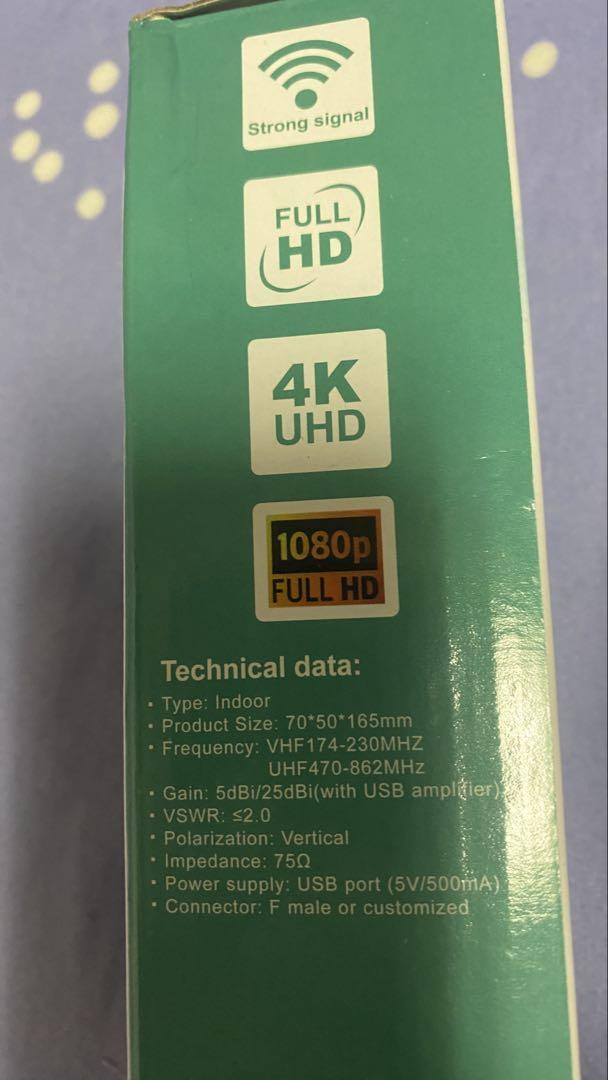 Strong signal
FULL
HD
4K
UHD
1080p
FULL HD
Technical data:
• Type: Indoor
• Product Size: 70*50*165mm
• Frequency: VHF174-230MHZ
UHF470-862MHz
• Gain: 5dBi/25dBi(with USB amplifier)
• VSWR: ≤2.0
• Polarization: Vertical
• Impedance: 75Ω
• Power supply: USB port (5V/500mA)
• Connector: F male or customized